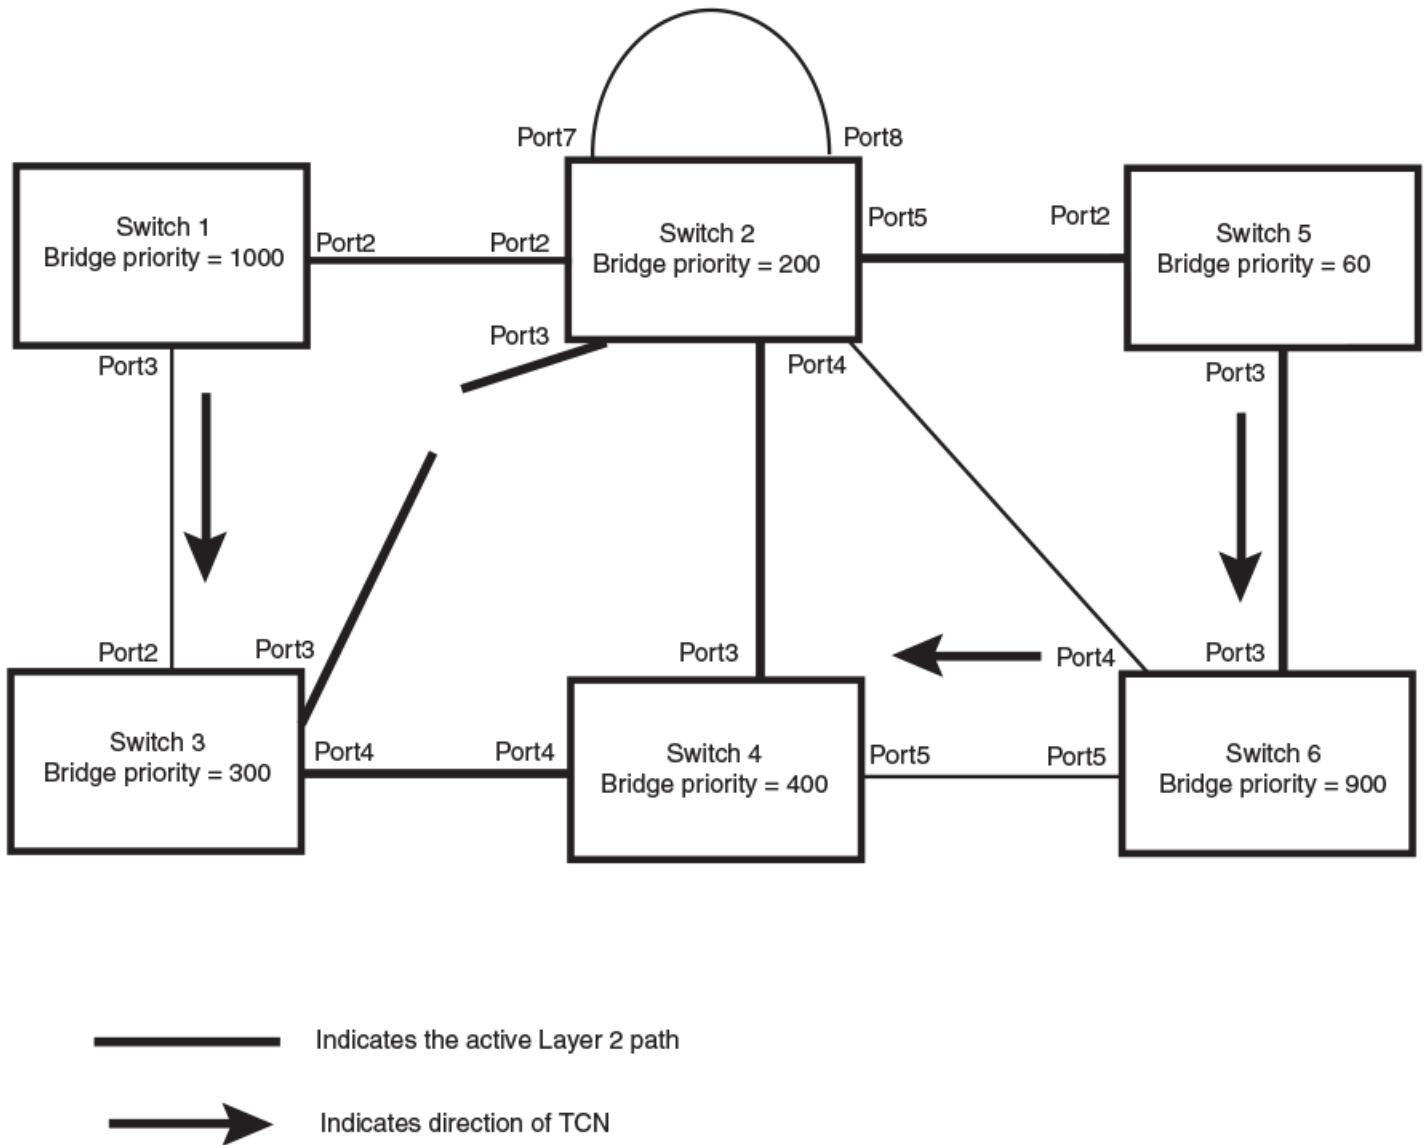 Port7
Port8
Switch 1
Bridge priority = 1000
Port2
Port2
Switch 2
Bridge priority = 200
Port5
Port2
Switch 5
Bridge priority = 60
Port3
Port3
Port4
Port3
Port2
Port3
Port3
Port4
Port3
Switch 3
Bridge priority = 300
Port4
Port4
Switch 4
Bridge priority = 400
Port5
Port5
Switch 6
Bridge priority = 900
Indicates the active Layer 2 path
Indicates direction of TCN